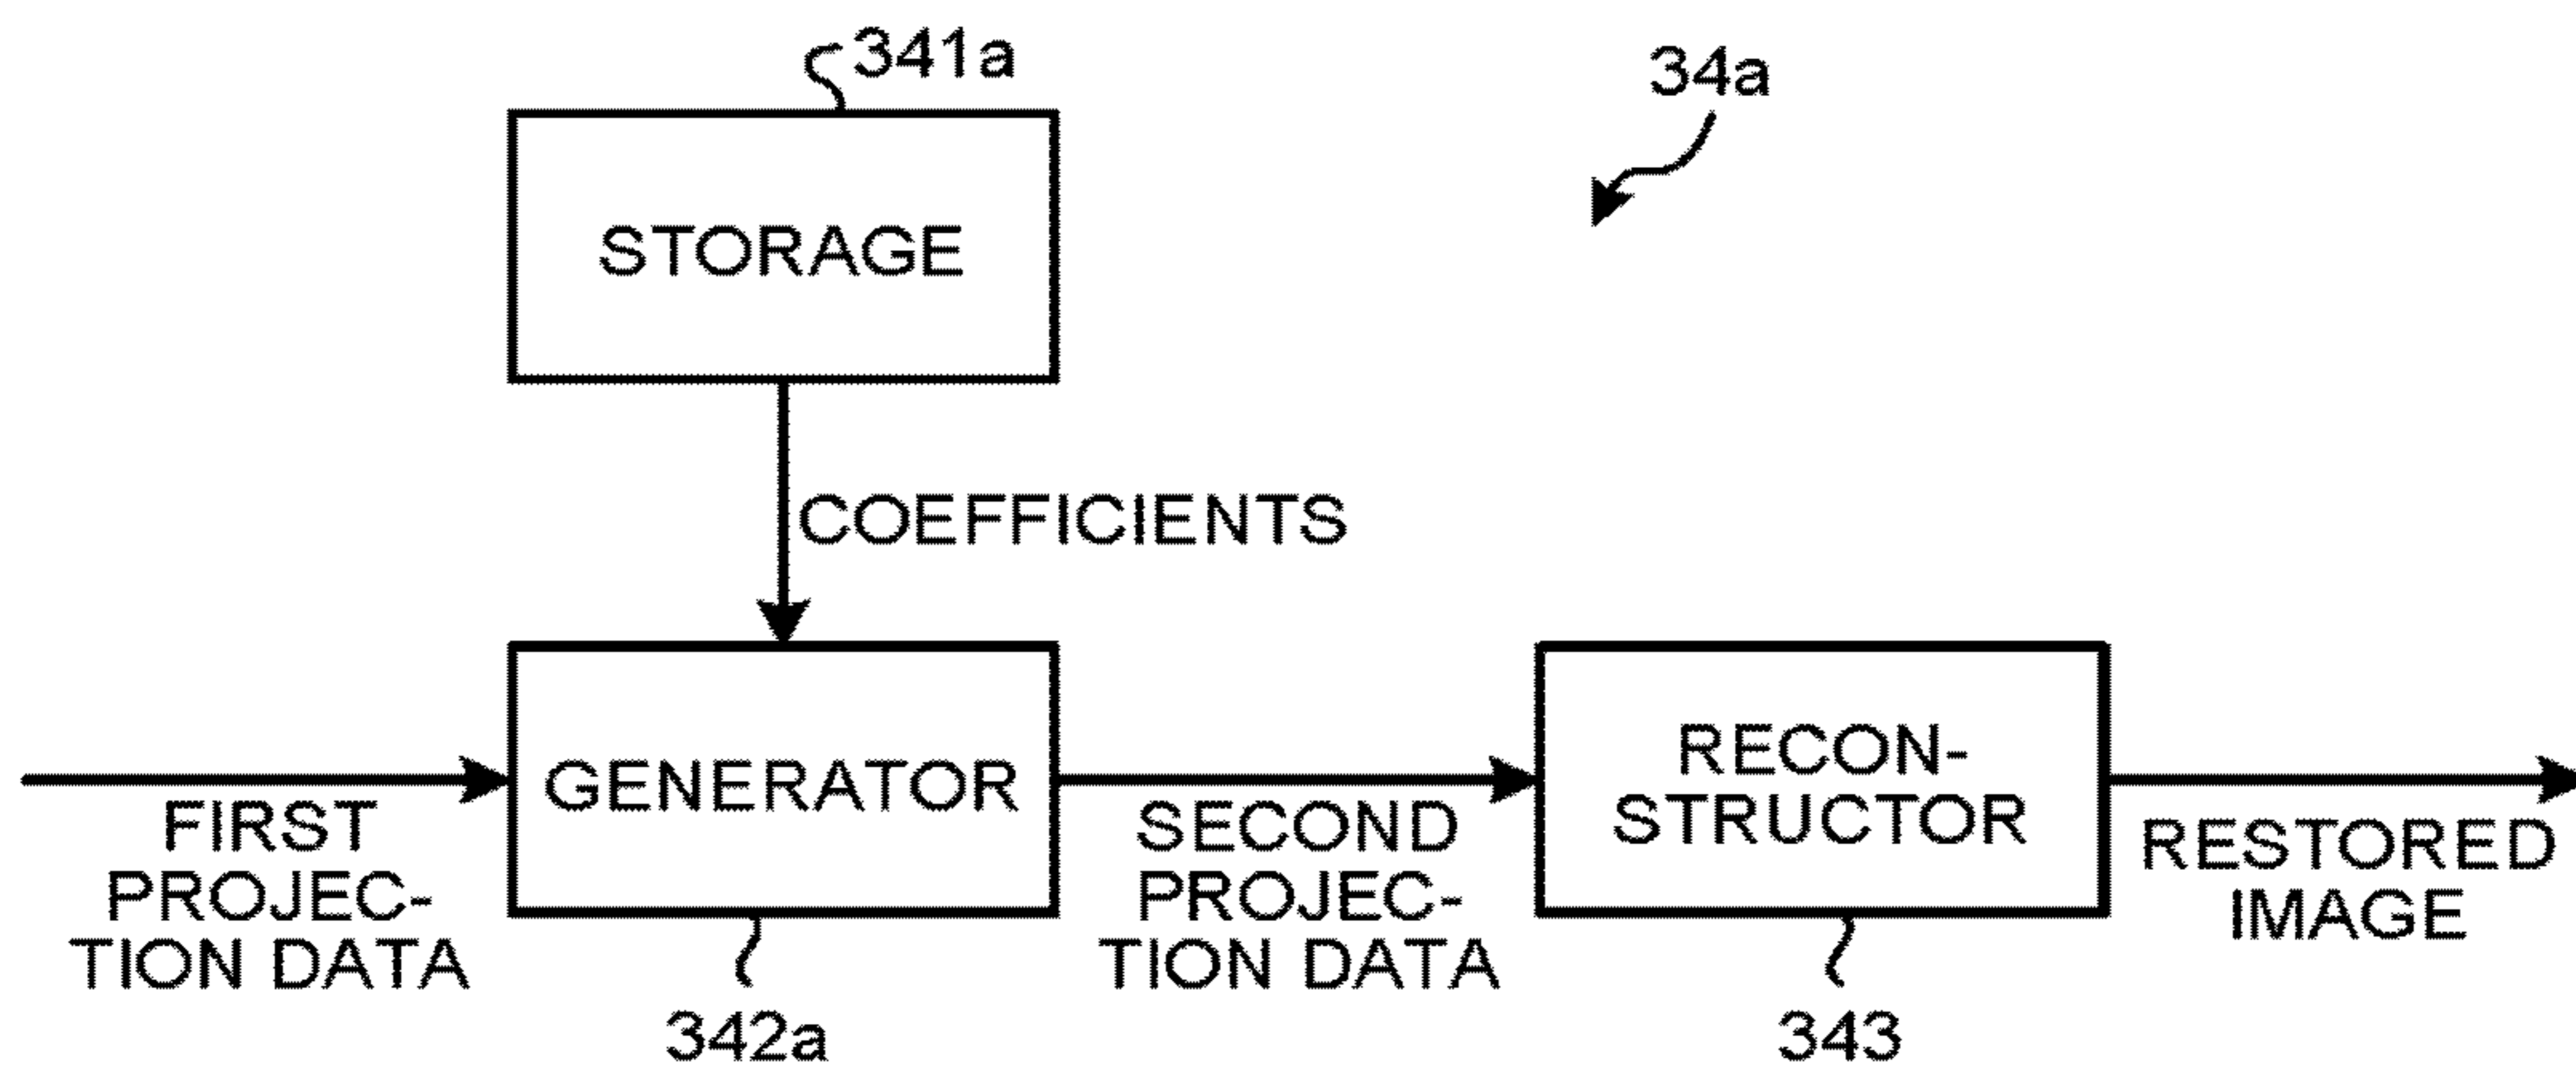 341a
34a
STORAGE
COEFFICIENTS
GENERATOR
RECON-
STRUCTOR
FIRST
PROJEC-
TION DATA
SECOND
PROJEC-
TION DATA
RESTORED
IMAGE
342a
343